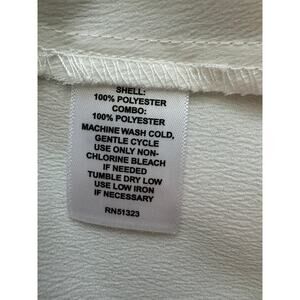 SHELL:
100% POLYESTER
COMBO:
100% POLYESTER
MACHINE WASH COLD,
GENTLE CYCLE
USE ONLY NON-
CHLORINE BLEACH
IF NEEDED
TUMBLE DRY LOW
USE LOW IRON
IF NECESSARY
RN51323